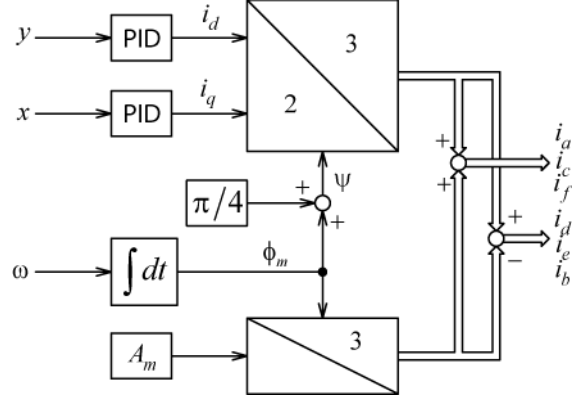 y PID i_d 3
x PID i_q 2
+ i_a
+ i_c
i_f
π/4 + ψ
+
+ i_d
ω ∫dt ϕ_m − i_e
i_b
A_m 3